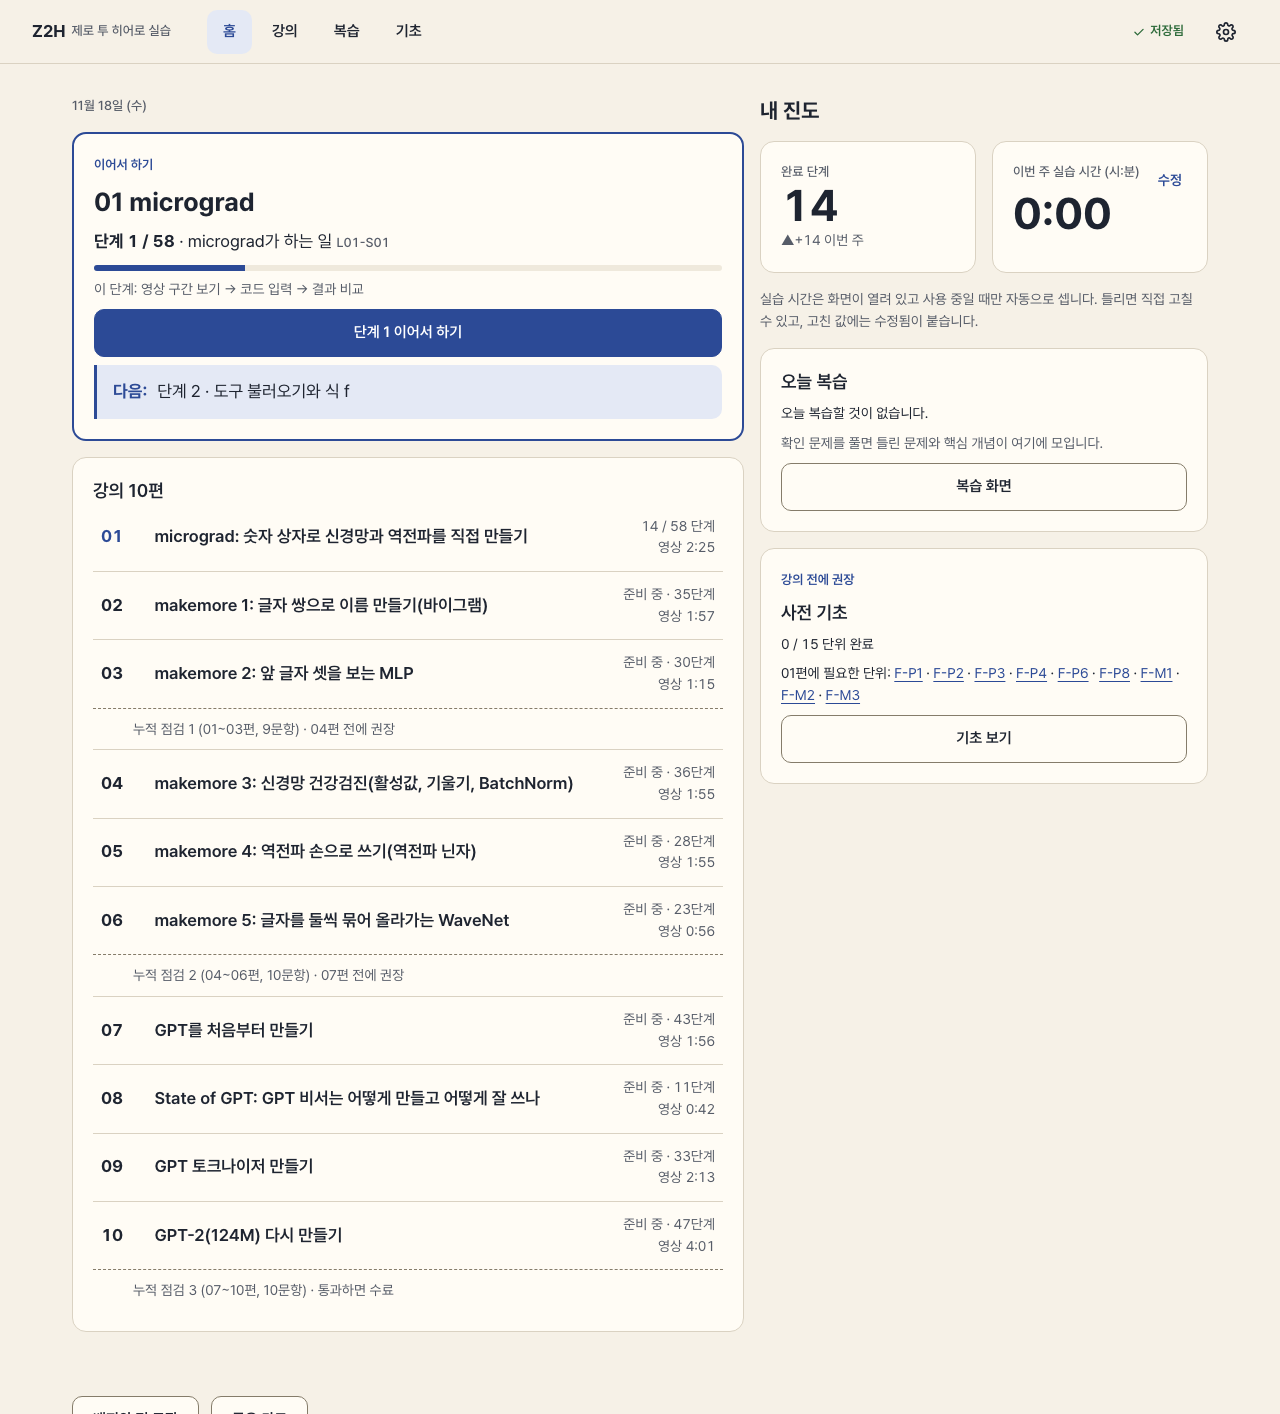 Z2H 제로 투 히어로 실습 홈 강의 복습 기초 저장됨
11월 18일 (수)
이어서 하기
01 micrograd
단계 1 / 58 · micrograd가 하는 일 L01-S01
이 단계: 영상 구간 보기 → 코드 입력 → 결과 비교
단계 1 이어서 하기
다음: 단계 2 · 도구 불러오기와 식 f
강의 10편
01 micrograd: 숫자 상자로 신경망과 역전파를 직접 만들기
14 / 58 단계
영상 2:25
02 makemore 1: 글자 쌍으로 이름 만들기(바이그램)
준비 중 · 35단계
영상 1:57
03 makemore 2: 앞 글자 셋을 보는 MLP
준비 중 · 30단계
영상 1:15
누적 점검 1 (01~03편, 9문항) · 04편 전에 권장
04 makemore 3: 신경망 건강검진(활성값, 기울기, BatchNorm)
준비 중 · 36단계
영상 1:55
05 makemore 4: 역전파 손으로 쓰기(역전파 닌자)
준비 중 · 28단계
영상 1:55
06 makemore 5: 글자를 둘씩 묶어 올라가는 WaveNet
준비 중 · 23단계
영상 0:56
누적 점검 2 (04~06편, 10문항) · 07편 전에 권장
07 GPT를 처음부터 만들기
준비 중 · 43단계
영상 1:56
08 State of GPT: GPT 비서는 어떻게 만들고 어떻게 잘 쓰나
준비 중 · 11단계
영상 0:42
09 GPT 토크나이저 만들기
준비 중 · 33단계
영상 2:13
10 GPT-2(124M) 다시 만들기
준비 중 · 47단계
영상 4:01
누적 점검 3 (07~10편, 10문항) · 통과하면 수료
내 진도
완료 단계
14
▲+14 이번 주
이번 주 실습 시간 (시:분)
수정
0:00
실습 시간은 화면이 열려 있고 사용 중일 때만 자동으로 셉니다. 틀리면 직접 고칠
수 있고, 고친 값에는 수정됨이 붙습니다.
오늘 복습
오늘 복습할 것이 없습니다.
확인 문제를 풀면 틀린 문제와 핵심 개념이 여기에 모입니다.
복습 화면
강의 전에 권장
사전 기초
0 / 15 단위 완료
01편에 필요한 단위: F-P1 · F-P2 · F-P3 · F-P4 · F-P6 · F-P8 · F-M1 ·
F-M2 · F-M3
기초 보기